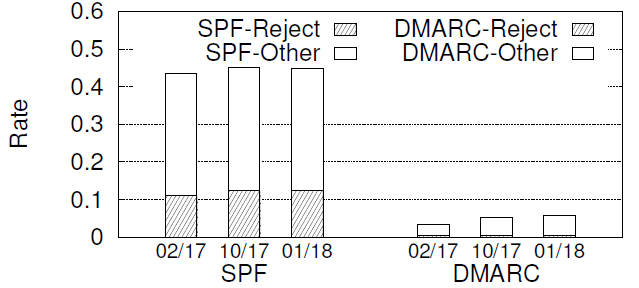 0.6
0.5
0.4
0.3
0.2
0.1
0
Rate
SPF-Reject
SPF-Other
DMARC-Reject
DMARC-Other
02/17 10/17 01/18
02/17 10/17 01/18
SPF
DMARC